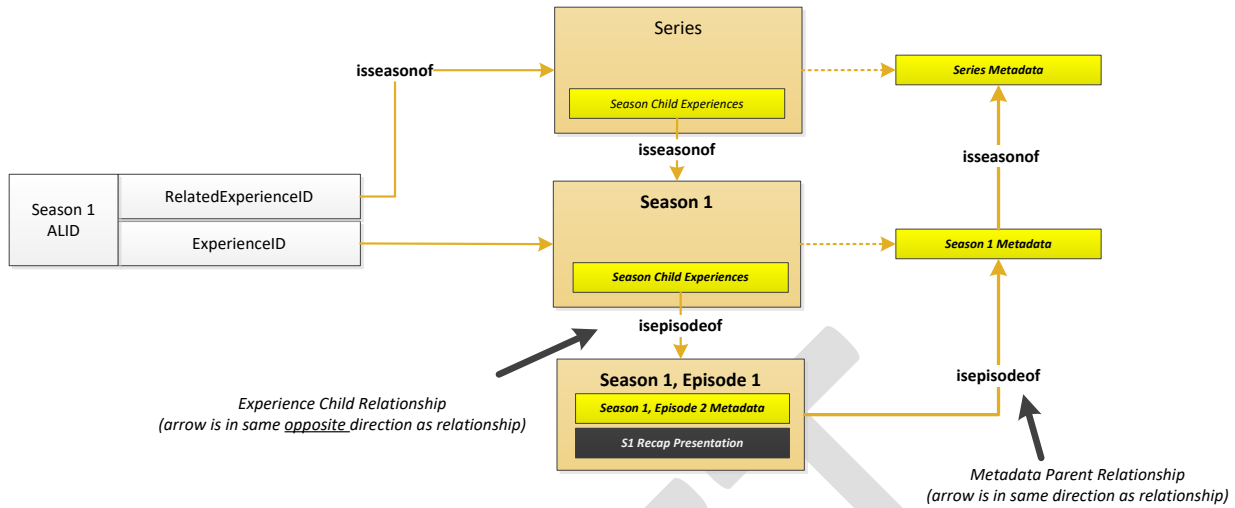 Series
isseasonof
Series Metadata
Season Child Experiences
isseasonof
isseasonof
Season 1
ALID
RelatedExperienceID
ExperienceID
Season 1
Season 1 Metadata
Season Child Experiences
isepisodeof
Season 1, Episode 1
isepisodeof
Season 1, Episode 2 Metadata
S1 Recap Presentation
Experience Child Relationship
(arrow is in same opposite direction as relationship)
Metadata Parent Relationship
(arrow is in same direction as relationship)